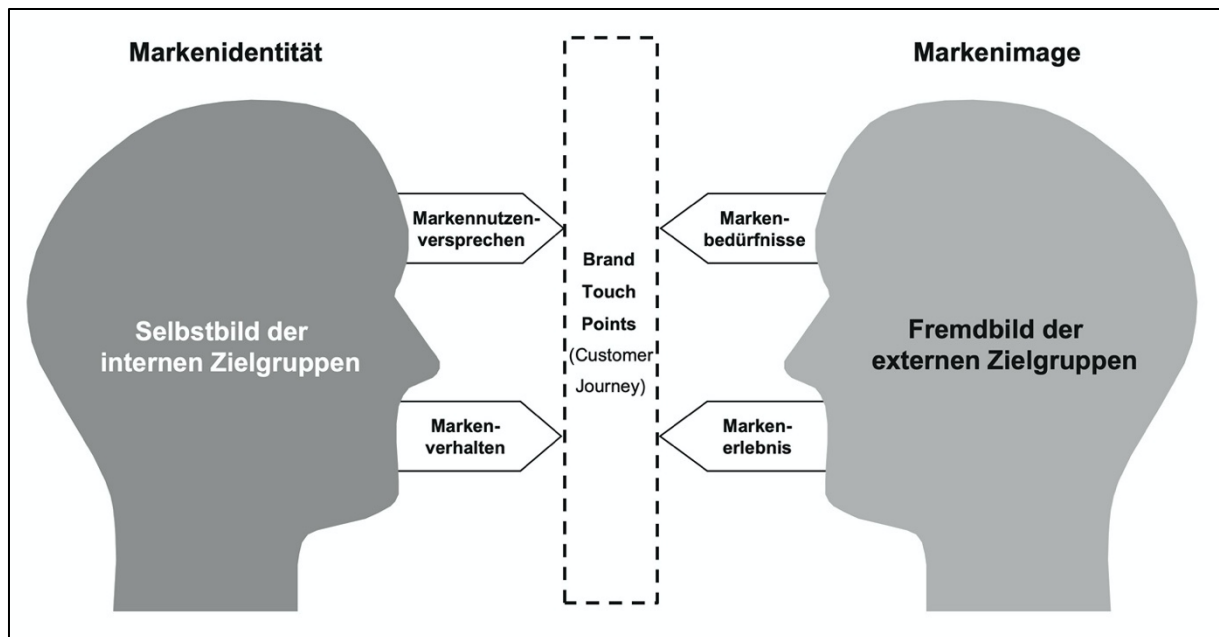 Markenidentität
Markenimage
Markennutzen-
versprechen
Marken-
bedürfnisse
Brand
Touch
Points
(Customer
Journey)
Selbstbild der
internen Zielgruppen
Fremdbild der
externen Zielgruppen
Marken-
verhalten
Marken-
erlebnis